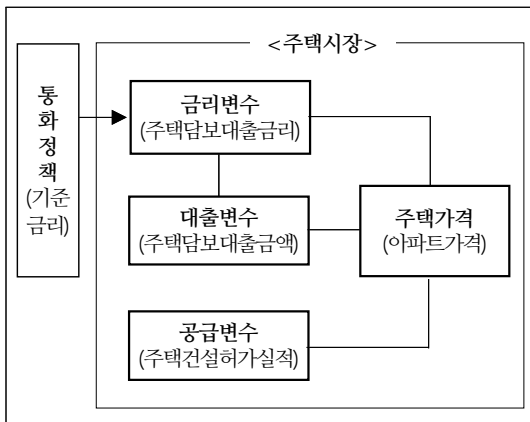 <주택시장>
통
화
정
책
(기준
금리)
금리변수
(주택담보대출금리)
대출변수
(주택담보대출금액)
주택가격
(아파트가격)
공급변수
(주택건설허가실적)